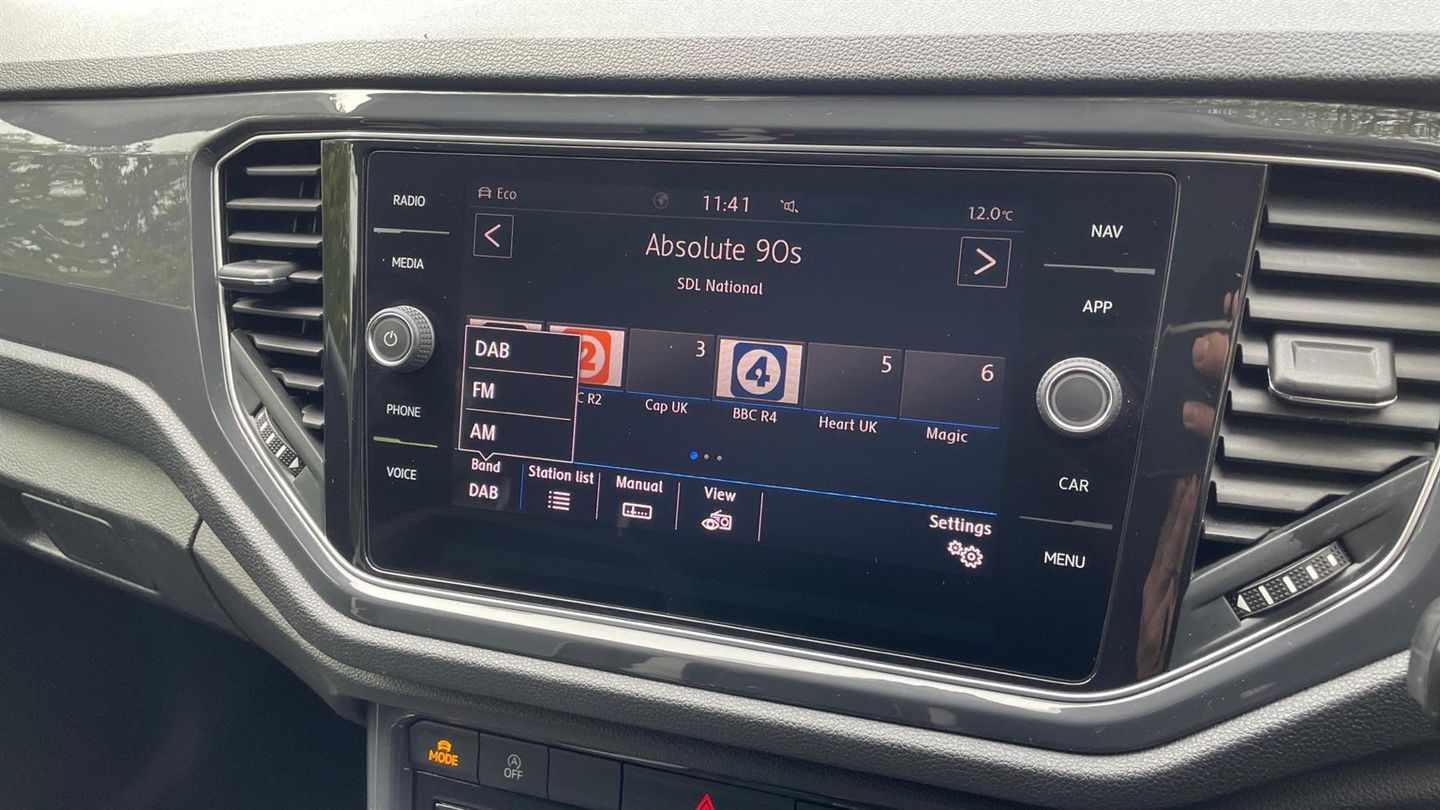 RADIO
MEDIA
PHONE
VOICE
Eco
11:41
12.0°C
<
Absolute 90s
>
SDL National
2
3
4
5
6
C R2
Cap UK
BBC R4
Heart UK
Magic
DAB
FM
AM
Band
DAB
Station list
Manual
View
Settings
NAV
APP
CAR
MENU
MODE
A
OFF